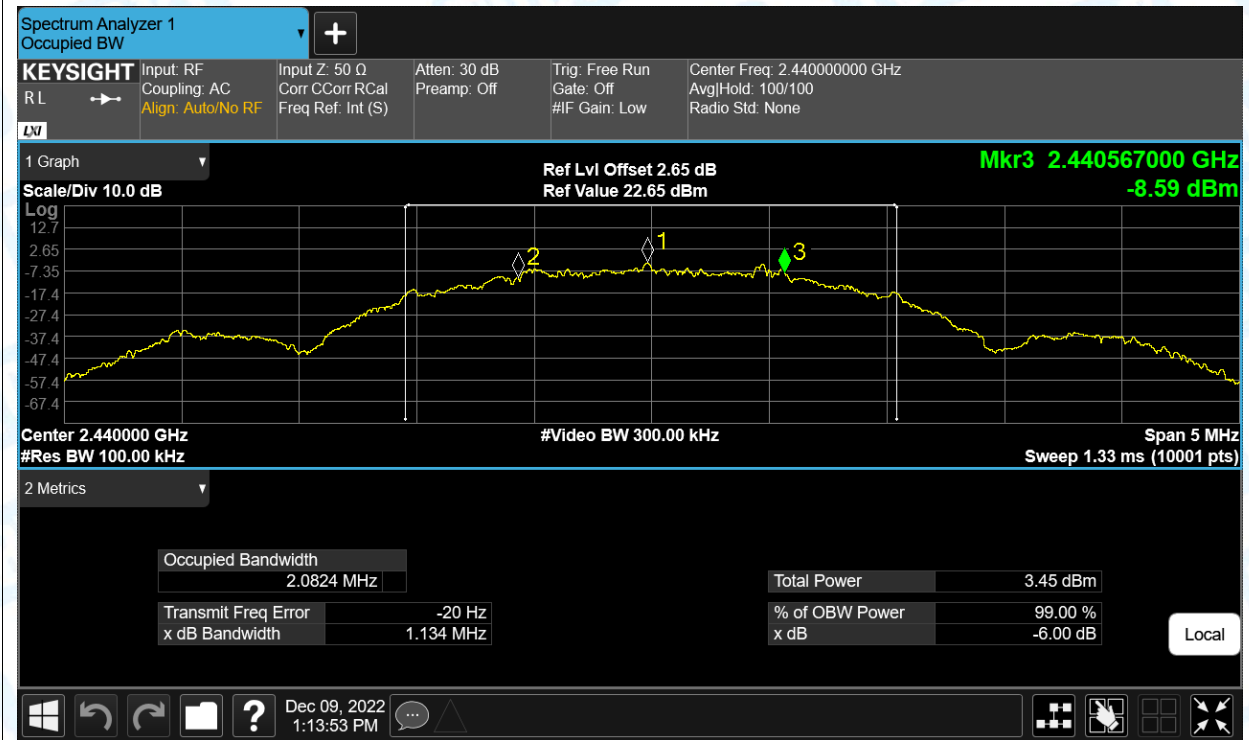 Spectrum Analyzer 1
Occupied BW
KEYSIGHT
R L
LXI
Input: RF
Coupling: AC
Align: Auto/No RF
Input Z: 50 Ω
Corr CCorr RCal
Freq Ref: Int (S)
Atten: 30 dB
Preamp: Off
Trig: Free Run
Gate: Off
#IF Gain: Low
Center Freq: 2.440000000 GHz
Avg|Hold: 100/100
Radio Std: None
1 Graph
Scale/Div 10.0 dB
Ref Lvl Offset 2.65 dB
Ref Value 22.65 dBm
Mkr3 2.440567000 GHz
-8.59 dBm
Log
12.7
2.65
-7.35
-17.4
-27.4
-37.4
-47.4
-57.4
-67.4
2
1
3
Center 2.440000 GHz
#Video BW 300.00 kHz
Span 5 MHz
#Res BW 100.00 kHz
Sweep 1.33 ms (10001 pts)
2 Metrics
Occupied Bandwidth
2.0824 MHz
Total Power 3.45 dBm
Transmit Freq Error -20 Hz
% of OBW Power 99.00 %
x dB Bandwidth 1.134 MHz
x dB -6.00 dB
Local
?
Dec 09, 2022
1:13:53 PM